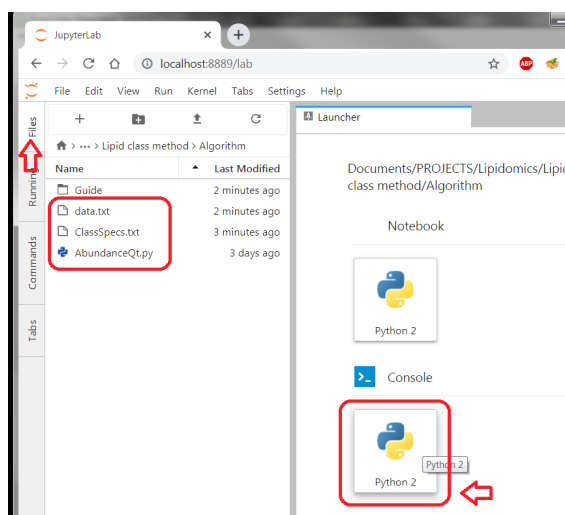 JupyterLab
localhost:8889/lab
ABP
File Edit View Run Kernel Tabs Settings Help
Files
Running
Commands
Tabs
> ··· > Lipid class method > Algorithm
Name Last Modified
Guide 2 minutes ago
data.txt 2 minutes ago
ClassSpecs.txt 3 minutes ago
AbundanceQt.py 3 days ago
Launcher
Documents/PROJECTS/Lipidomics/Lipid
class method/Algorithm
Notebook
Python 2
Console
Python 2
Python 2